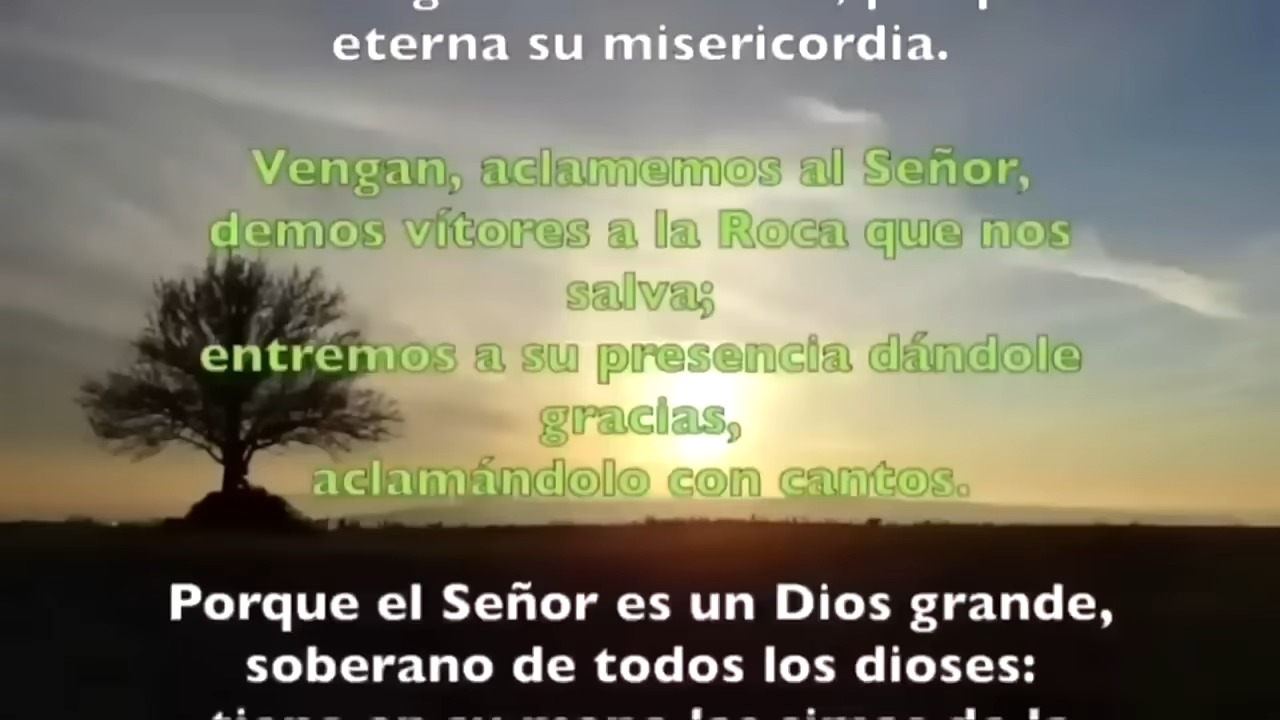 eterna su misericordia.
Vengan, aclamemos al Señor,
demos vítores a la Roca que nos
salva;
entremos a su presencia dándole
gracias,
aclamándolo con cantos.
Porque el Señor es un Dios grande,
soberano de todos los dioses: